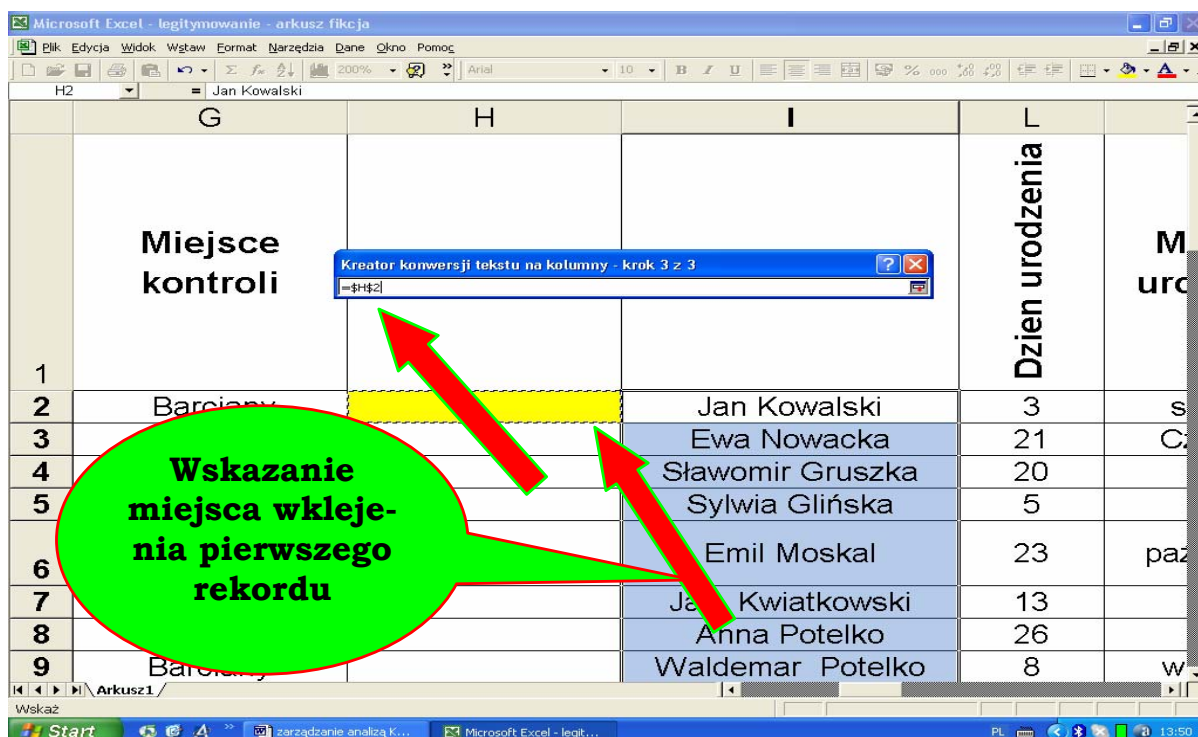 Microsoft Excel - legitymowanie - arkusz fikcja
Plik Edycja Widok Wstaw Format Narzędzia Dane Okno Pomoc
200% Arial 10 B I U % 000
H2 = Jan Kowalski
G H I L
Miejsce
kontroli
Dzien urodzenia
M
uro
Kreator konwersji tekstu na kolumny - krok 3 z 3
=$H$2
1
2 Barciany Jan Kowalski 3 s
3 Ewa Nowacka 21
4 Sławomir Gruszka 20
5 Sylwia Glińska 5
6 Emil Moskal 23 paź
7 Kwiatkowski 13
8 Anna Potelko 26
9 Barciany Waldemar Potelko 8 w
Wskazanie
miejsca wkleje-
nia pierwszego
rekordu
Arkusz1
Wskaż
Start zarządzanie analizą K... Microsoft Excel - legit... PL 13:50